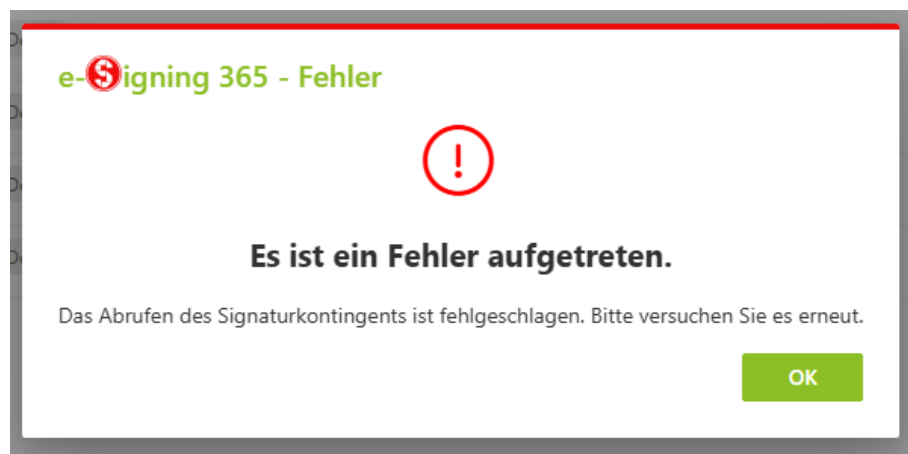 e-Signing 365 - Fehler
Es ist ein Fehler aufgetreten.
Das Abrufen des Signaturkontingents ist fehlgeschlagen. Bitte versuchen Sie es erneut.
OK